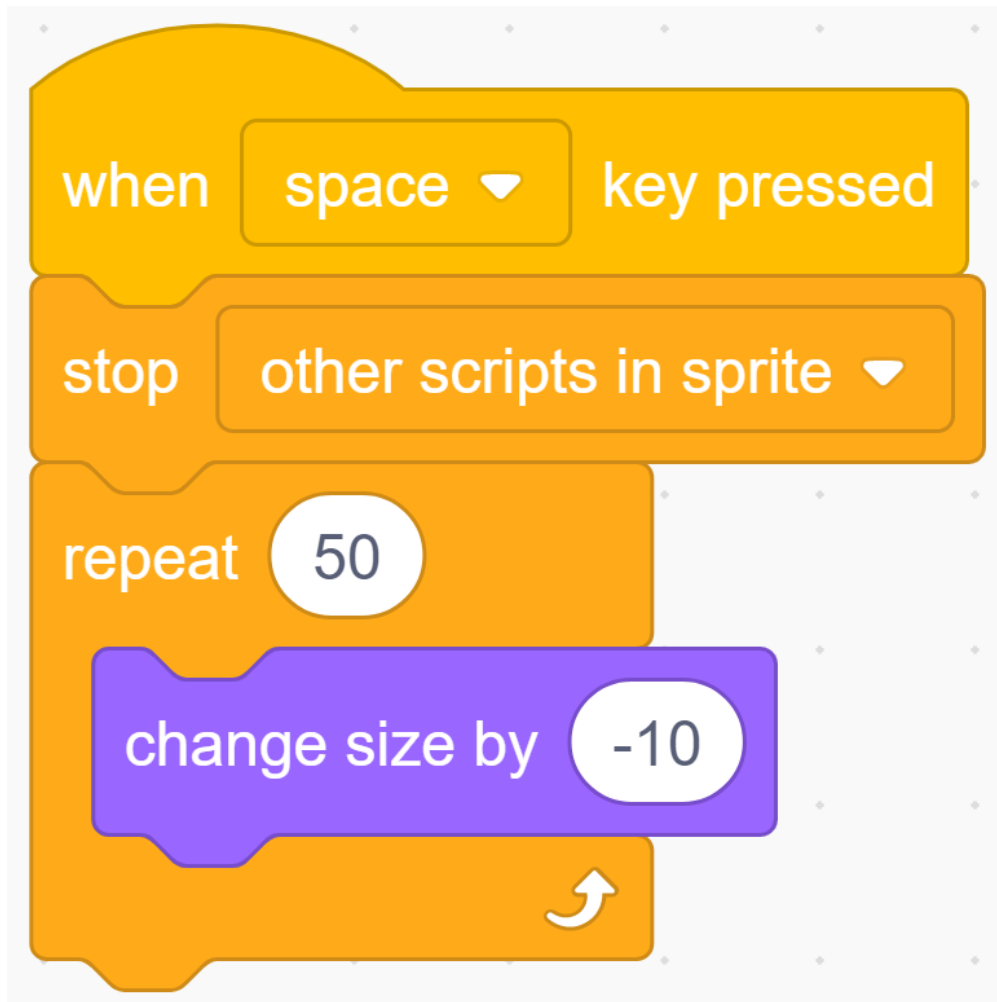 when space key pressed
stop other scripts in sprite
repeat 50
change size by -10